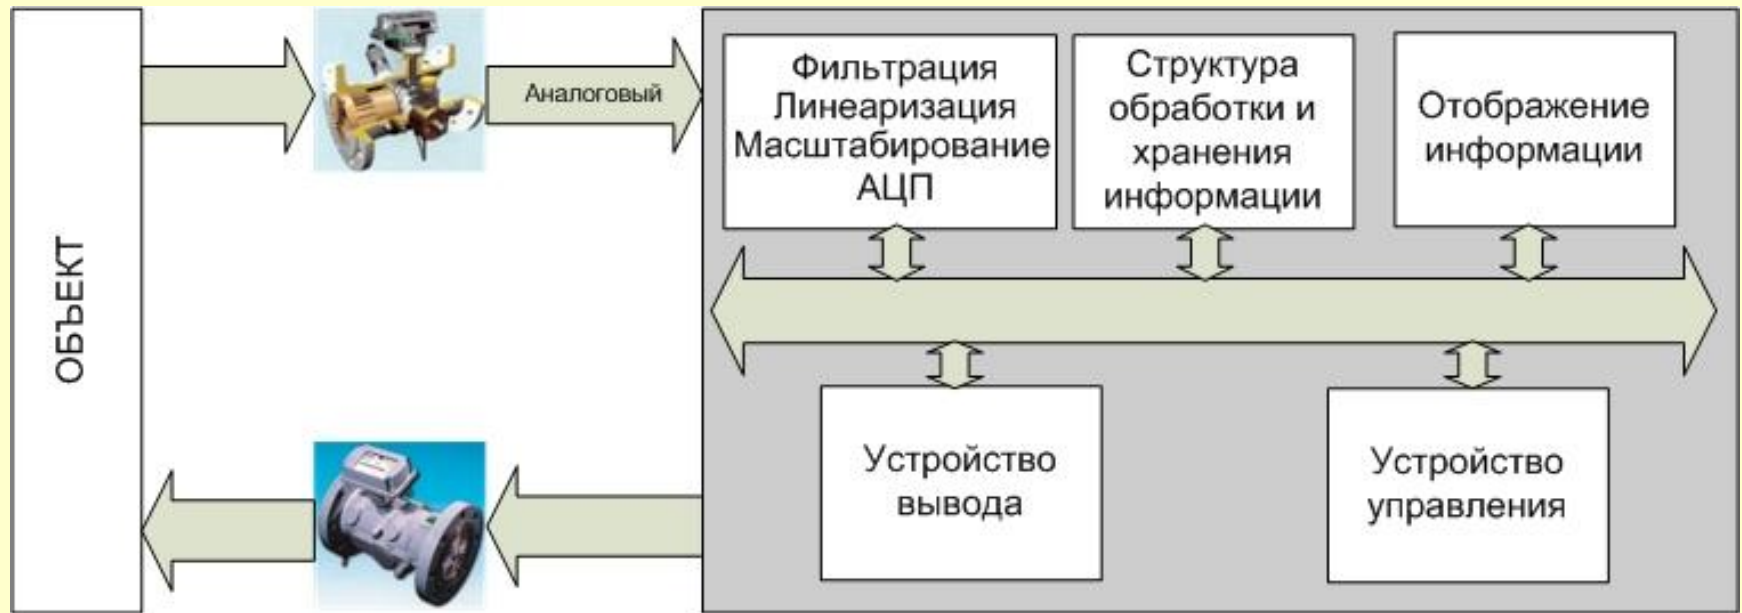 ОБЪЕКТ
Аналоговый
Фильтрация
Линеаризация
Масштабирование
АЦП
Структура
обработки и
хранения
информации
Отображение
информации
Устройство
вывода
Устройство
управления